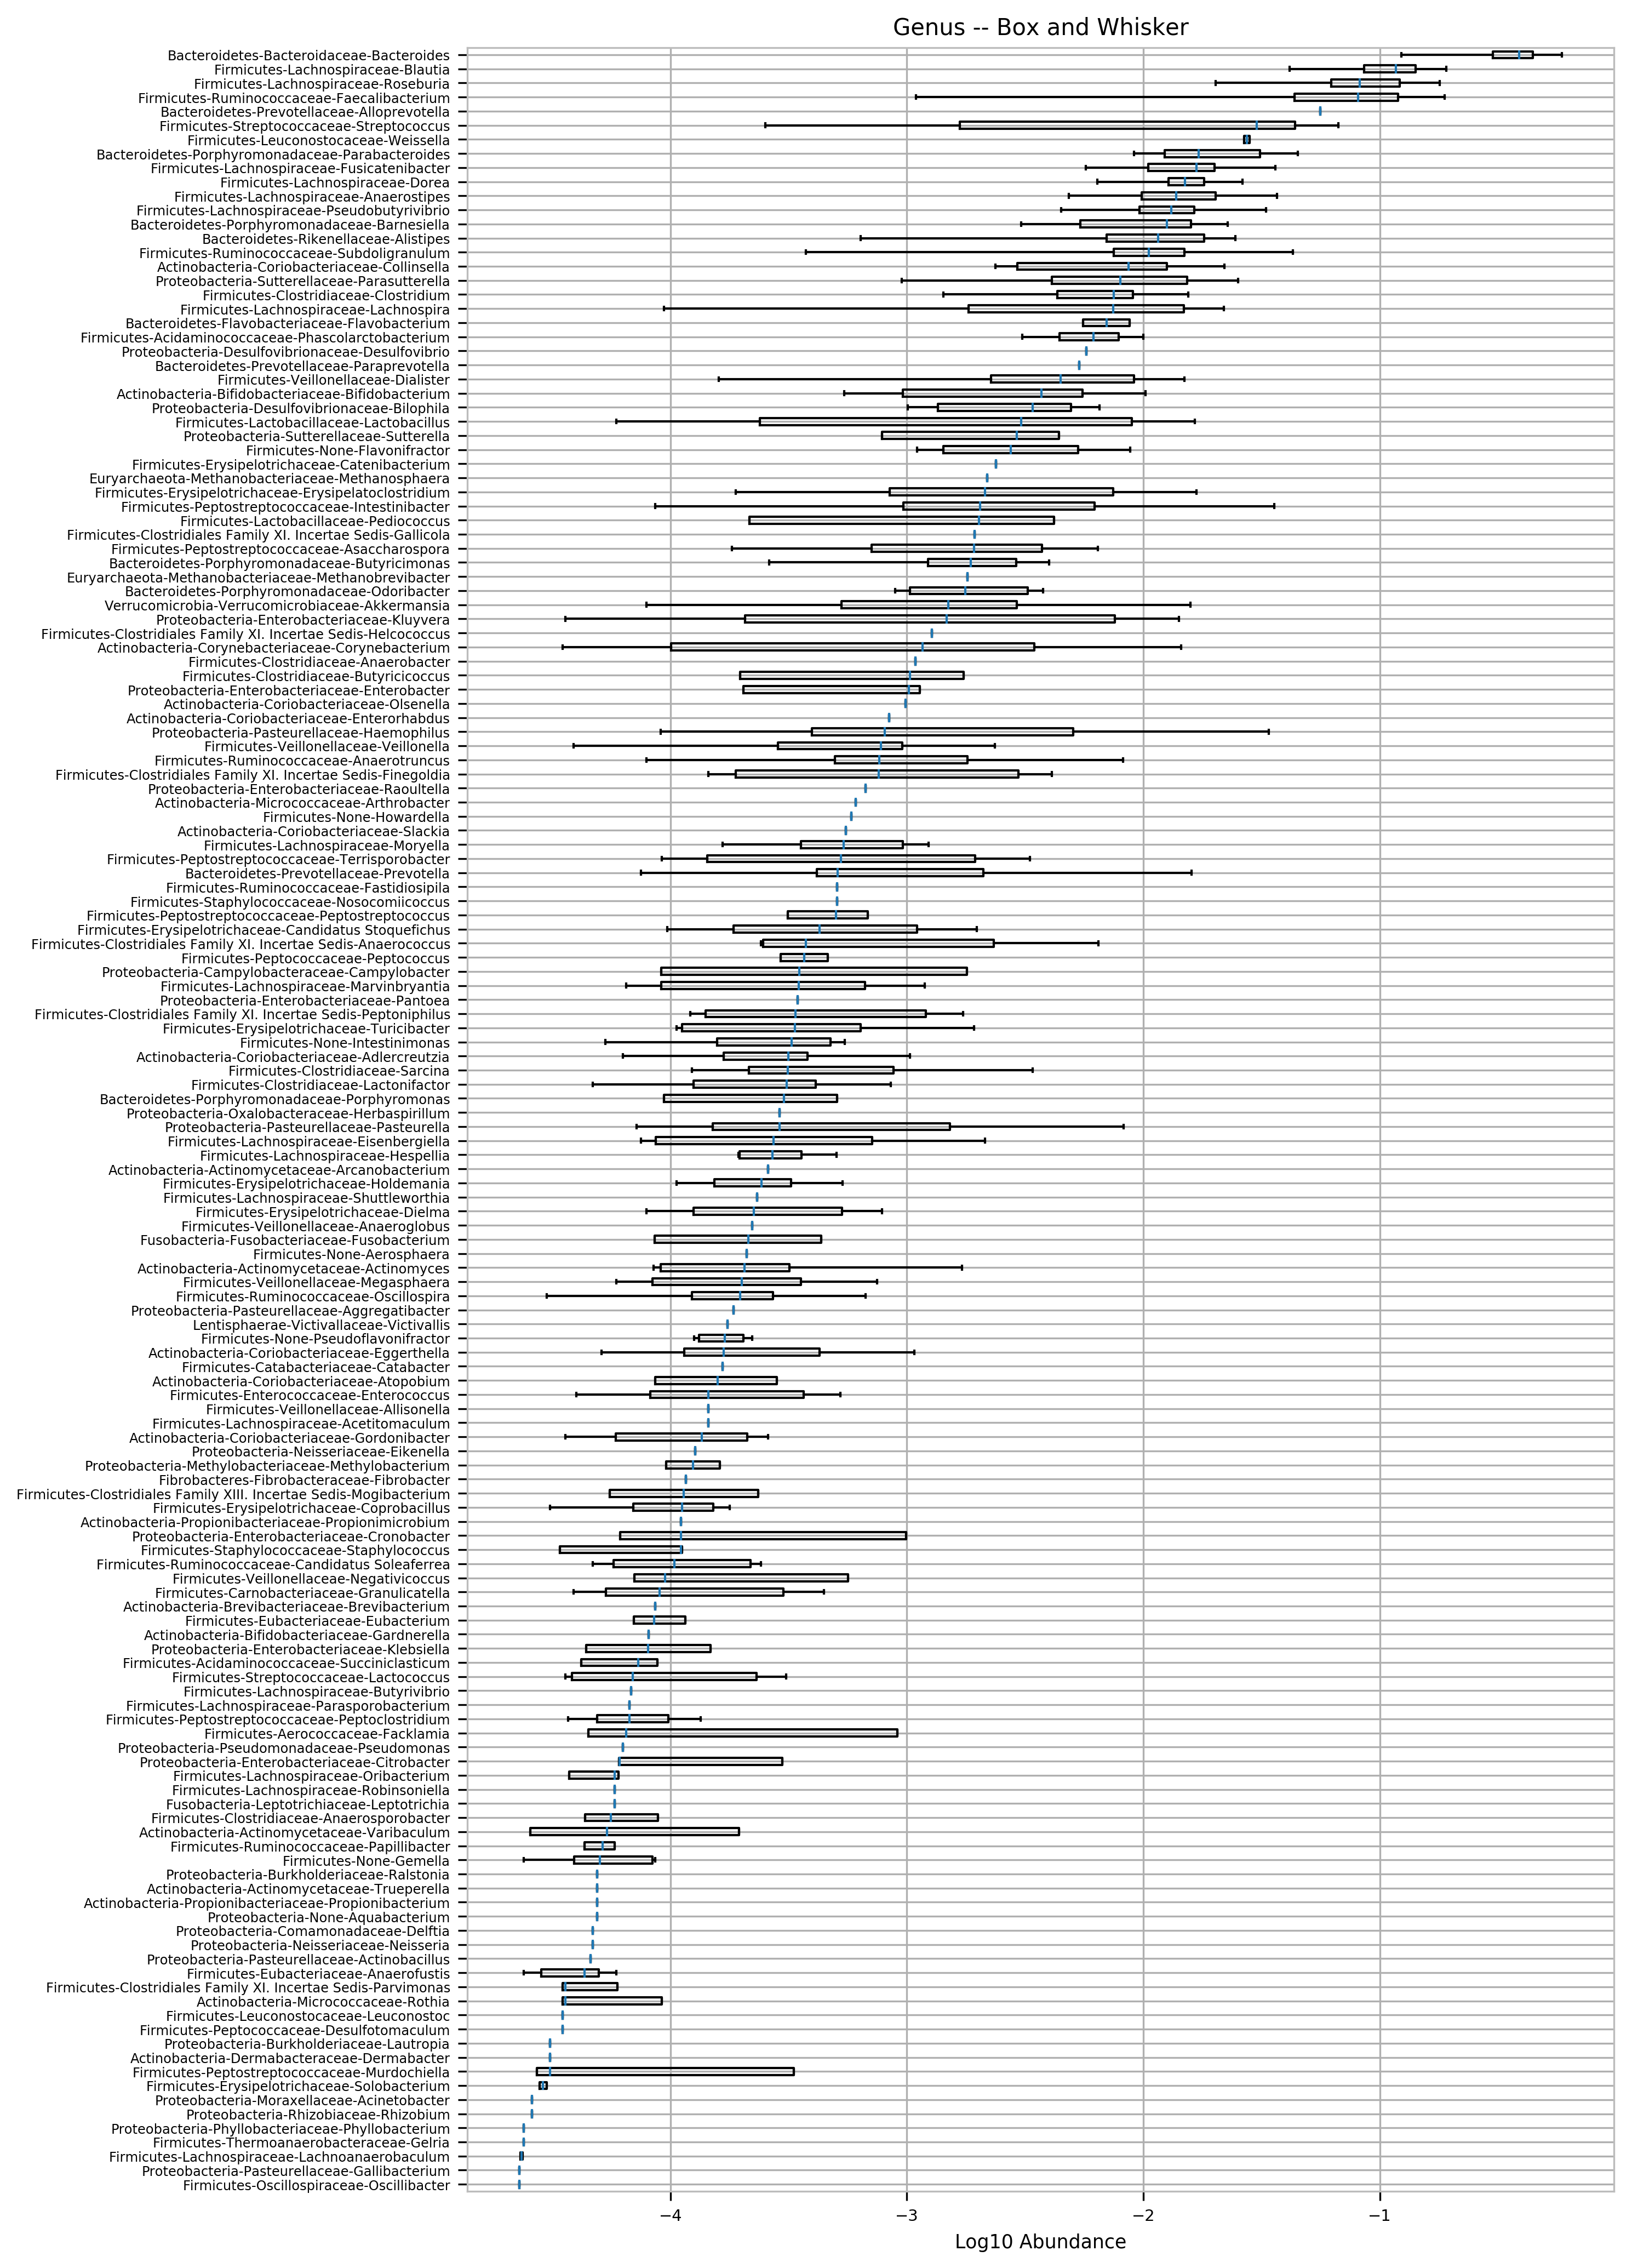 Genus -- Box and Whisker
Bacteroidetes-Bacteroidaceae-Bacteroides
Firmicutes-Lachnospiraceae-Blautia
Firmicutes-Lachnospiraceae-Roseburia
Firmicutes-Ruminococcaceae-Faecalibacterium
Bacteroidetes-Prevotellaceae-Alloprevotella
Firmicutes-Streptococcaceae-Streptococcus
Firmicutes-Leuconostocaceae-Weissella
Bacteroidetes-Porphyromonadaceae-Parabacteroides
Firmicutes-Lachnospiraceae-Fusicatenibacter
Firmicutes-Lachnospiraceae-Dorea
Firmicutes-Lachnospiraceae-Anaerostipes
Firmicutes-Lachnospiraceae-Pseudobutyrivibrio
Bacteroidetes-Porphyromonadaceae-Barnesiella
Bacteroidetes-Rikenellaceae-Alistipes
Firmicutes-Ruminococcaceae-Subdoligranulum
Actinobacteria-Coriobacteriaceae-Collinsella
Proteobacteria-Sutterellaceae-Parasutterella
Firmicutes-Clostridiaceae-Clostridium
Firmicutes-Lachnospiraceae-Lachnospira
Bacteroidetes-Flavobacteriaceae-Flavobacterium
Firmicutes-Acidaminococcaceae-Phascolarctobacterium
Proteobacteria-Desulfovibrionaceae-Desulfovibrio
Bacteroidetes-Prevotellaceae-Paraprevotella
Firmicutes-Veillonellaceae-Dialister
Actinobacteria-Bifidobacteriaceae-Bifidobacterium
Proteobacteria-Desulfovibrionaceae-Bilophila
Firmicutes-Lactobacillaceae-Lactobacillus
Proteobacteria-Sutterellaceae-Sutterella
Firmicutes-None-Flavonifractor
Firmicutes-Erysipelotrichaceae-Catenibacterium
Euryarchaeota-Methanobacteriaceae-Methanosphaera
Firmicutes-Erysipelotrichaceae-Erysipelatoclostridium
Firmicutes-Peptostreptococcaceae-Intestinibacter
Firmicutes-Lactobacillaceae-Pediococcus
Firmicutes-Clostridiales Family XI. Incertae Sedis-Gallicola
Firmicutes-Peptostreptococcaceae-Asaccharospora
Bacteroidetes-Porphyromonadaceae-Butyricimonas
Euryarchaeota-Methanobacteriaceae-Methanobrevibacter
Bacteroidetes-Porphyromonadaceae-Odoribacter
Verrucomicrobia-Verrucomicrobiaceae-Akkermansia
Proteobacteria-Enterobacteriaceae-Kluyvera
Firmicutes-Clostridiales Family XI. Incertae Sedis-Helcococcus
Actinobacteria-Corynebacteriaceae-Corynebacterium
Firmicutes-Clostridiaceae-Anaerobacter
Firmicutes-Clostridiaceae-Butyricicoccus
Proteobacteria-Enterobacteriaceae-Enterobacter
Actinobacteria-Coriobacteriaceae-Olsenella
Actinobacteria-Coriobacteriaceae-Enterorhabdus
Proteobacteria-Pasteurellaceae-Haemophilus
Firmicutes-Veillonellaceae-Veillonella
Firmicutes-Ruminococcaceae-Anaerotruncus
Firmicutes-Clostridiales Family XI. Incertae Sedis-Finegoldia
Proteobacteria-Enterobacteriaceae-Raoultella
Actinobacteria-Micrococcaceae-Arthrobacter
Firmicutes-None-Howardella
Actinobacteria-Coriobacteriaceae-Slackia
Firmicutes-Lachnospiraceae-Moryella
Firmicutes-Peptostreptococcaceae-Terrisporobacter
Bacteroidetes-Prevotellaceae-Prevotella
Firmicutes-Ruminococcaceae-Fastidiosipila
Firmicutes-Staphylococcaceae-Nosocomiicoccus
Firmicutes-Peptostreptococcaceae-Peptostreptococcus
Firmicutes-Erysipelotrichaceae-Candidatus Stoquefichus
Firmicutes-Clostridiales Family XI. Incertae Sedis-Anaerococcus
Firmicutes-Peptococcaceae-Peptococcus
Proteobacteria-Campylobacteraceae-Campylobacter
Firmicutes-Lachnospiraceae-Marvinbryantia
Proteobacteria-Enterobacteriaceae-Pantoea
Firmicutes-Clostridiales Family XI. Incertae Sedis-Peptoniphilus
Firmicutes-Erysipelotrichaceae-Turicibacter
Firmicutes-None-Intestinimonas
Actinobacteria-Coriobacteriaceae-Adlercreutzia
Firmicutes-Clostridiaceae-Sarcina
Firmicutes-Clostridiaceae-Lactonifactor
Bacteroidetes-Porphyromonadaceae-Porphyromonas
Proteobacteria-Oxalobacteraceae-Herbaspirillum
Proteobacteria-Pasteurellaceae-Pasteurella
Firmicutes-Lachnospiraceae-Eisenbergiella
Firmicutes-Lachnospiraceae-Hespellia
Actinobacteria-Actinomycetaceae-Arcanobacterium
Firmicutes-Erysipelotrichaceae-Holdemania
Firmicutes-Lachnospiraceae-Shuttleworthia
Firmicutes-Erysipelotrichaceae-Dielma
Firmicutes-Veillonellaceae-Anaeroglobus
Fusobacteria-Fusobacteriaceae-Fusobacterium
Firmicutes-None-Aerosphaera
Actinobacteria-Actinomycetaceae-Actinomyces
Firmicutes-Veillonellaceae-Megasphaera
Firmicutes-Ruminococcaceae-Oscillospira
Proteobacteria-Pasteurellaceae-Aggregatibacter
Lentisphaerae-Victivallaceae-Victivallis
Firmicutes-None-Pseudoflavonifractor
Actinobacteria-Coriobacteriaceae-Eggerthella
Firmicutes-Catabacteriaceae-Catabacter
Actinobacteria-Coriobacteriaceae-Atopobium
Firmicutes-Enterococcaceae-Enterococcus
Firmicutes-Veillonellaceae-Allisonella
Firmicutes-Lachnospiraceae-Acetitomaculum
Actinobacteria-Coriobacteriaceae-Gordonibacter
Proteobacteria-Neisseriaceae-Eikenella
Proteobacteria-Methylobacteriaceae-Methylobacterium
Fibrobacteres-Fibrobacteraceae-Fibrobacter
Firmicutes-Clostridiales Family XIII. Incertae Sedis-Mogibacterium
Firmicutes-Erysipelotrichaceae-Coprobacillus
Actinobacteria-Propionibacteriaceae-Propionimicrobium
Proteobacteria-Enterobacteriaceae-Cronobacter
Firmicutes-Staphylococcaceae-Staphylococcus
Firmicutes-Ruminococcaceae-Candidatus Soleaferrea
Firmicutes-Veillonellaceae-Negativicoccus
Firmicutes-Carnobacteriaceae-Granulicatella
Actinobacteria-Brevibacteriaceae-Brevibacterium
Firmicutes-Eubacteriaceae-Eubacterium
Actinobacteria-Bifidobacteriaceae-Gardnerella
Proteobacteria-Enterobacteriaceae-Klebsiella
Firmicutes-Acidaminococcaceae-Succiniclasticum
Firmicutes-Streptococcaceae-Lactococcus
Firmicutes-Lachnospiraceae-Butyrivibrio
Firmicutes-Lachnospiraceae-Parasporobacterium
Firmicutes-Peptostreptococcaceae-Peptoclostridium
Firmicutes-Aerococcaceae-Facklamia
Proteobacteria-Pseudomonadaceae-Pseudomonas
Proteobacteria-Enterobacteriaceae-Citrobacter
Firmicutes-Lachnospiraceae-Oribacterium
Firmicutes-Lachnospiraceae-Robinsoniella
Fusobacteria-Leptotrichiaceae-Leptotrichia
Firmicutes-Clostridiaceae-Anaerosporobacter
Actinobacteria-Actinomycetaceae-Varibaculum
Firmicutes-Ruminococcaceae-Papillibacter
Firmicutes-None-Gemella
Proteobacteria-Burkholderiaceae-Ralstonia
Actinobacteria-Actinomycetaceae-Trueperella
Actinobacteria-Propionibacteriaceae-Propionibacterium
Proteobacteria-None-Aquabacterium
Proteobacteria-Comamonadaceae-Delftia
Proteobacteria-Neisseriaceae-Neisseria
Proteobacteria-Pasteurellaceae-Actinobacillus
Firmicutes-Eubacteriaceae-Anaerofustis
Firmicutes-Clostridiales Family XI. Incertae Sedis-Parvimonas
Actinobacteria-Micrococcaceae-Rothia
Firmicutes-Leuconostocaceae-Leuconostoc
Firmicutes-Peptococcaceae-Desulfotomaculum
Proteobacteria-Burkholderiaceae-Lautropia
Actinobacteria-Dermabacteraceae-Dermabacter
Firmicutes-Peptostreptococcaceae-Murdochiella
Firmicutes-Erysipelotrichaceae-Solobacterium
Proteobacteria-Moraxellaceae-Acinetobacter
Proteobacteria-Rhizobiaceae-Rhizobium
Proteobacteria-Phyllobacteriaceae-Phyllobacterium
Firmicutes-Thermoanaerobacteraceae-Gelria
Firmicutes-Lachnospiraceae-Lachnoanaerobaculum
Proteobacteria-Pasteurellaceae-Gallibacterium
Firmicutes-Oscillospiraceae-Oscillibacter
−4 −3 −2 −1
Log10 Abundance